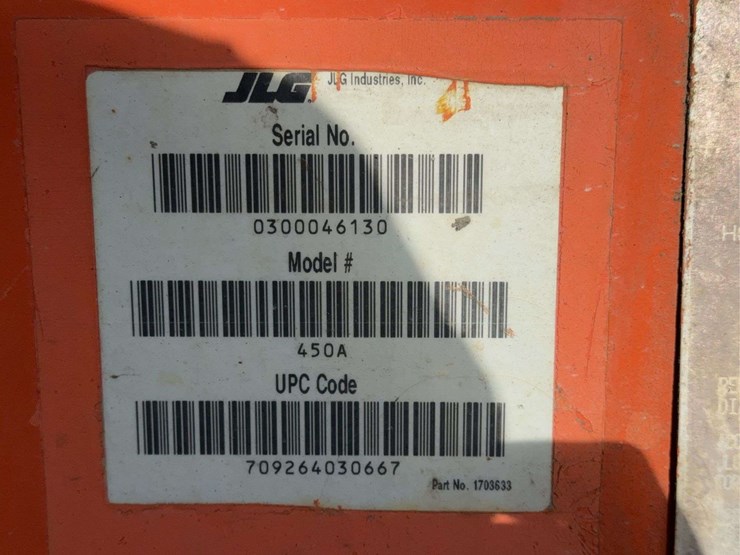 JLG JLG Industries, Inc.
Serial No.
0300046130
Model #
450A
UPC Code
709264030667
Part No. 1703633